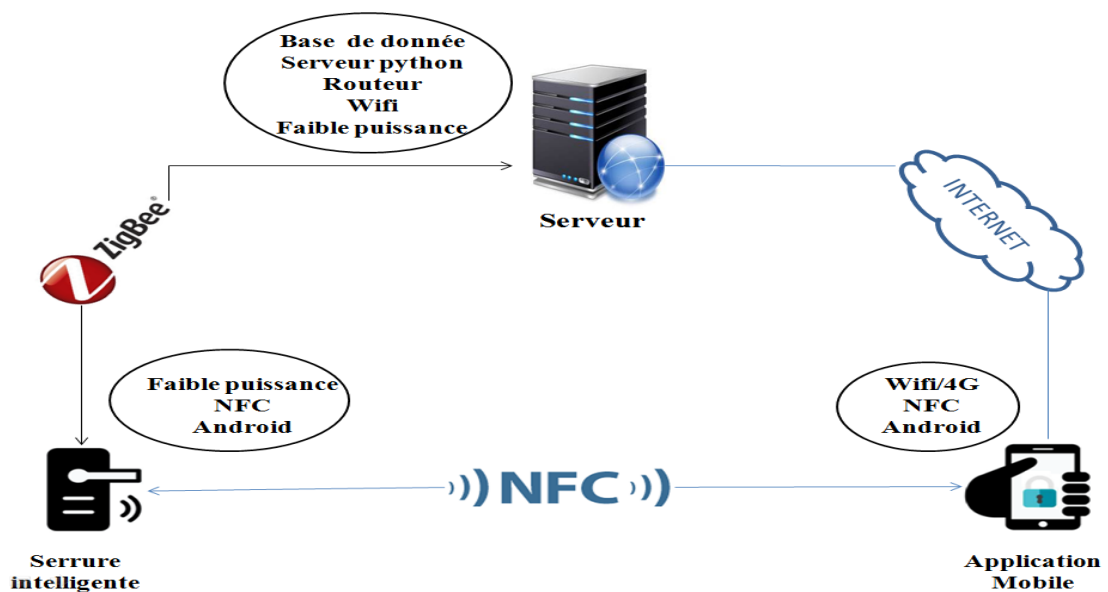 Base de donnée
Serveur python
Routeur
Wifi
Faible puissance
Serveur
INTERNET
ZigBee®
Faible puissance
NFC
Android
Wifi/4G
NFC
Android
NFC
Serrure
intelligente
Application
Mobile